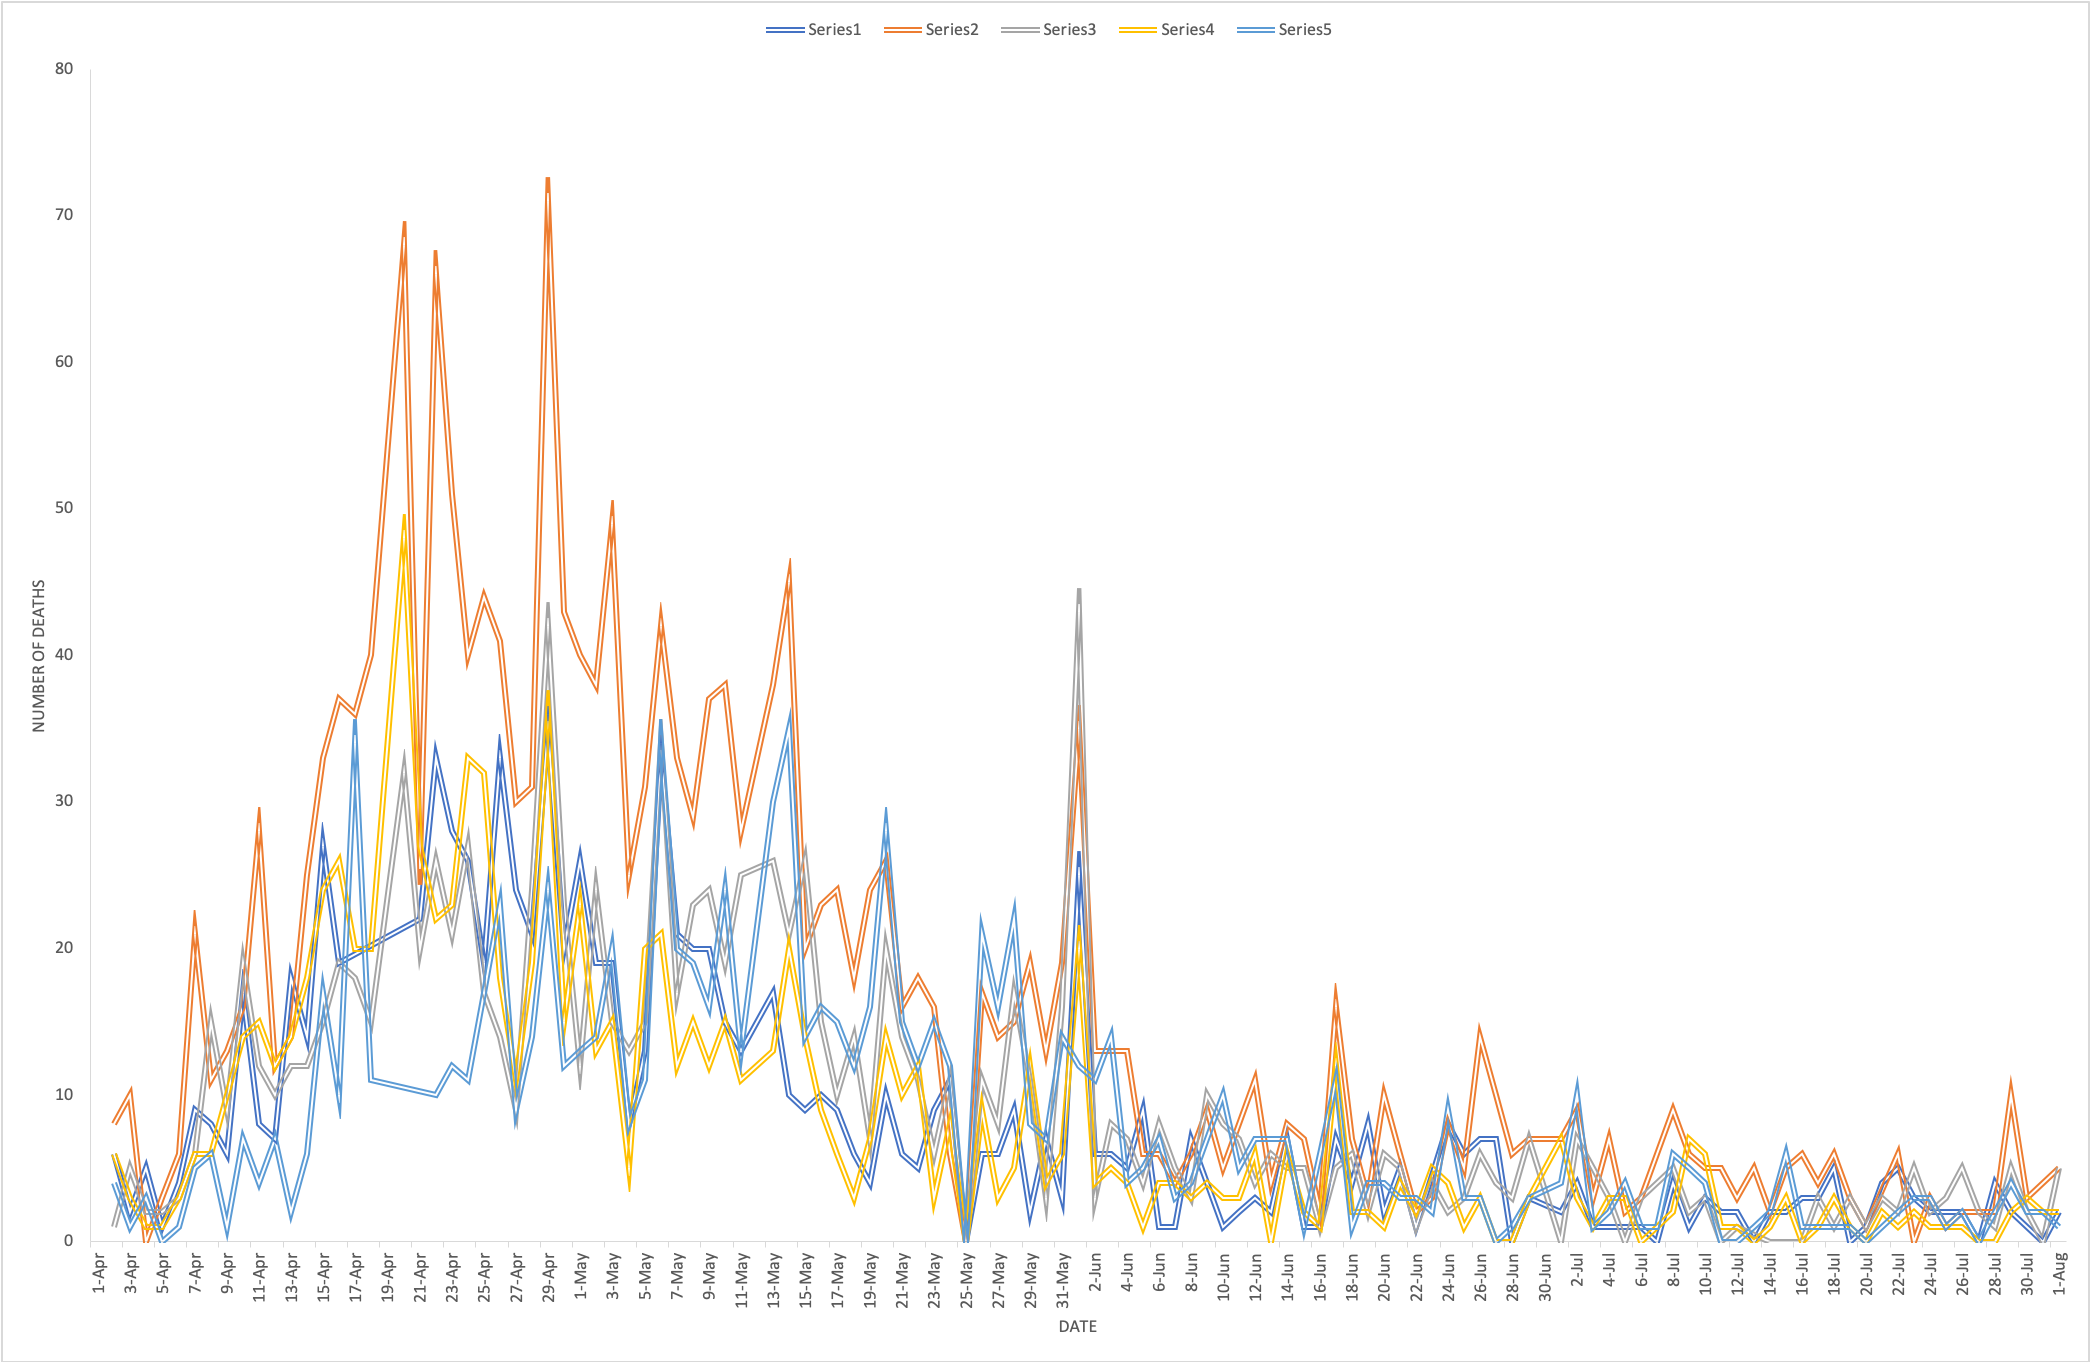 Series1 Series2 Series3 Series4 Series5
80
70
60
50
40
30
20
10
0
NUMBER OF DEATHS
1-Apr 3-Apr 5-Apr 7-Apr 9-Apr 11-Apr 13-Apr 15-Apr 17-Apr 19-Apr 21-Apr 23-Apr 25-Apr 27-Apr 29-Apr 1-May 3-May 5-May 7-May 9-May 11-May 13-May 15-May 17-May 19-May 21-May 23-May 25-May 27-May 29-May 31-May 2-Jun 4-Jun 6-Jun 8-Jun 10-Jun 12-Jun 14-Jun 16-Jun 18-Jun 20-Jun 22-Jun 24-Jun 26-Jun 28-Jun 30-Jun 2-Jul 4-Jul 6-Jul 8-Jul 10-Jul 12-Jul 14-Jul 16-Jul 18-Jul 20-Jul 22-Jul 24-Jul 26-Jul 28-Jul 30-Jul 1-Aug
DATE